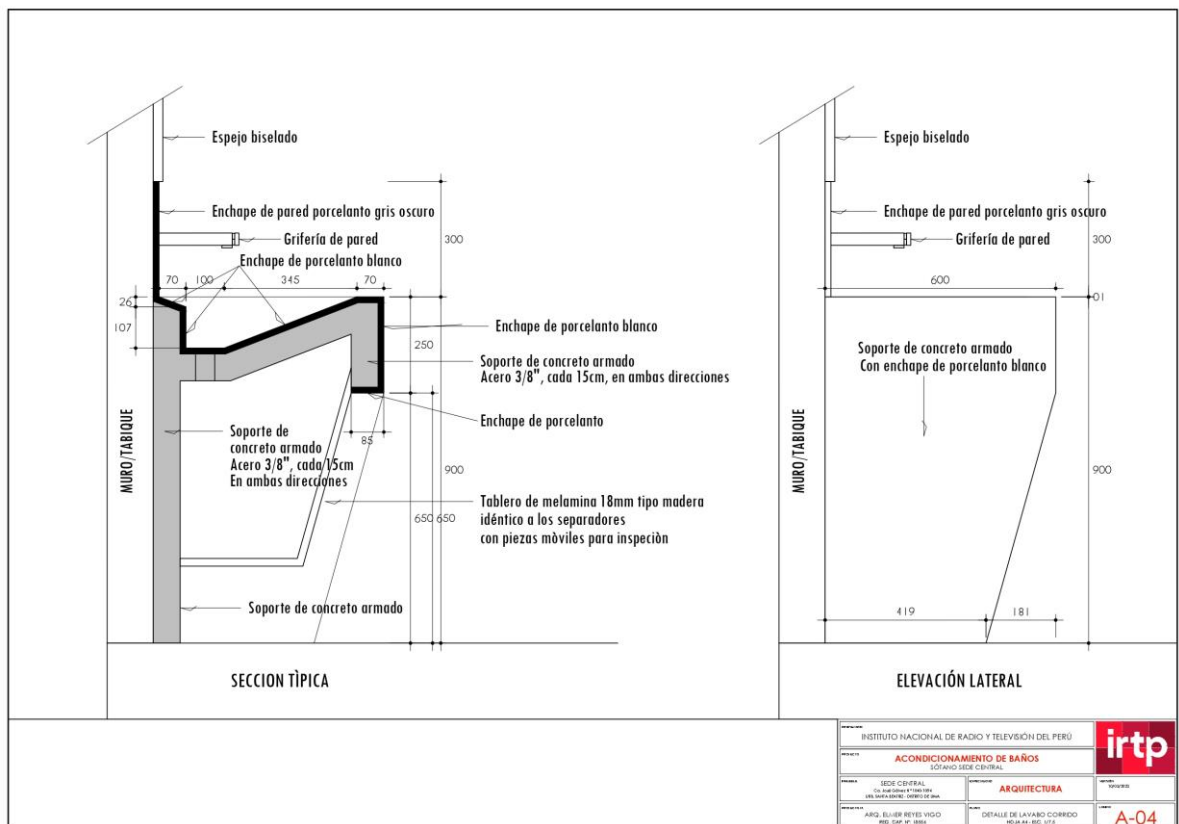 Espejo biselado
Enchape de pared porcelanto gris oscuro
Grifería de pared
Enchape de porcelanto blanco
300
70
100
345
70
26
107
Enchape de porcelanto blanco
250
Soporte de concreto armado
Acero 3/8", cada 15cm, en ambas direcciones
Enchape de porcelanto
85
Soporte de
concreto armado
Acero 3/8", cada 15cm
En ambas direcciones
MURO/TABIQUE
900
650
650
Tablero de melamina 18mm tipo madera
idéntico a los separadores
con piezas mòviles para inspeciòn
Soporte de concreto armado
SECCION TÌPICA
Espejo biselado
Enchape de pared porcelanto gris oscuro
300
Grifería de pared
600
10
Soporte de concreto armado
Con enchape de porcelanto blanco
MURO/TABIQUE
900
419
181
ELEVACIÓN LATERAL
INSTITUTO NACIONAL DE RADIO Y TELEVISIÓN DEL PERÚ
irtp
ACONDICIONAMIENTO DE BAÑOS
SÓTANO SEDE CENTRAL
SEDE CENTRAL
ARQUITECTURA
ARQ. ELMER REYES VIGO
DETALLE DE LAVABO CORRIDO
A-04